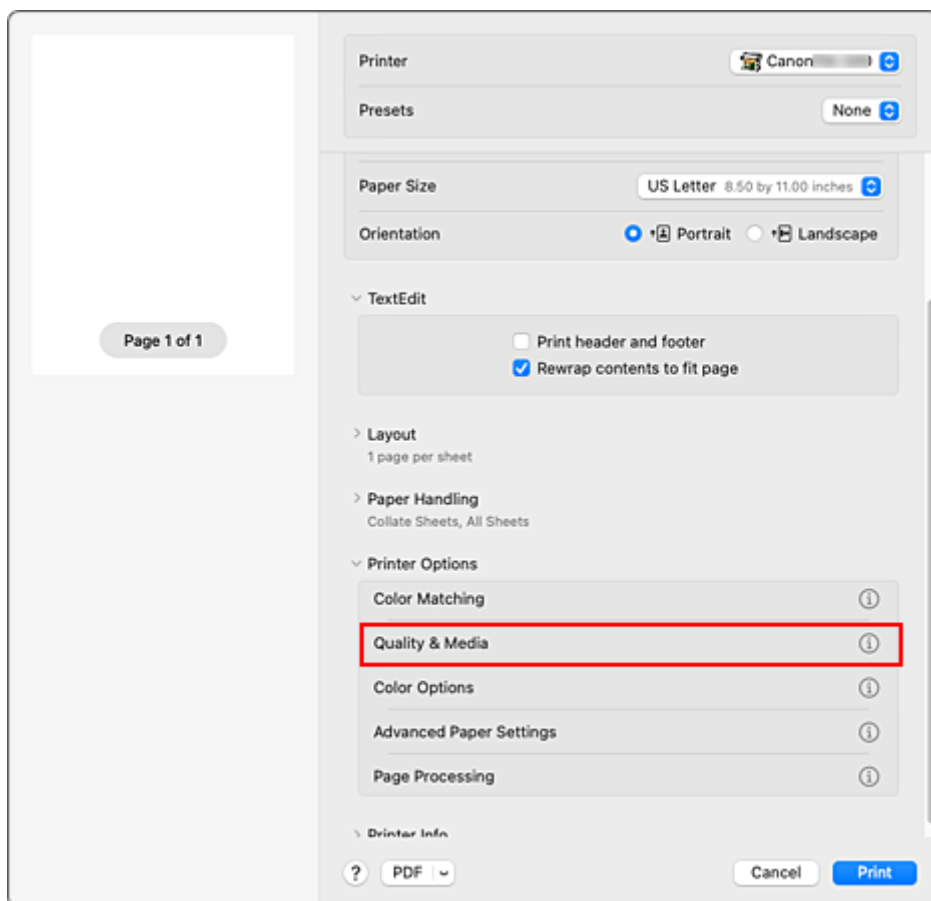 Printer
Canon
Presets
None
Paper Size
US Letter 8.50 by 11.00 inches
Orientation
Portrait
Landscape
TextEdit
Page 1 of 1
Print header and footer
Rewrap contents to fit page
Layout
1 page per sheet
Paper Handling
Collate Sheets, All Sheets
Printer Options
Color Matching
Quality & Media
Color Options
Advanced Paper Settings
Page Processing
Printer Info
?
PDF
Cancel
Print